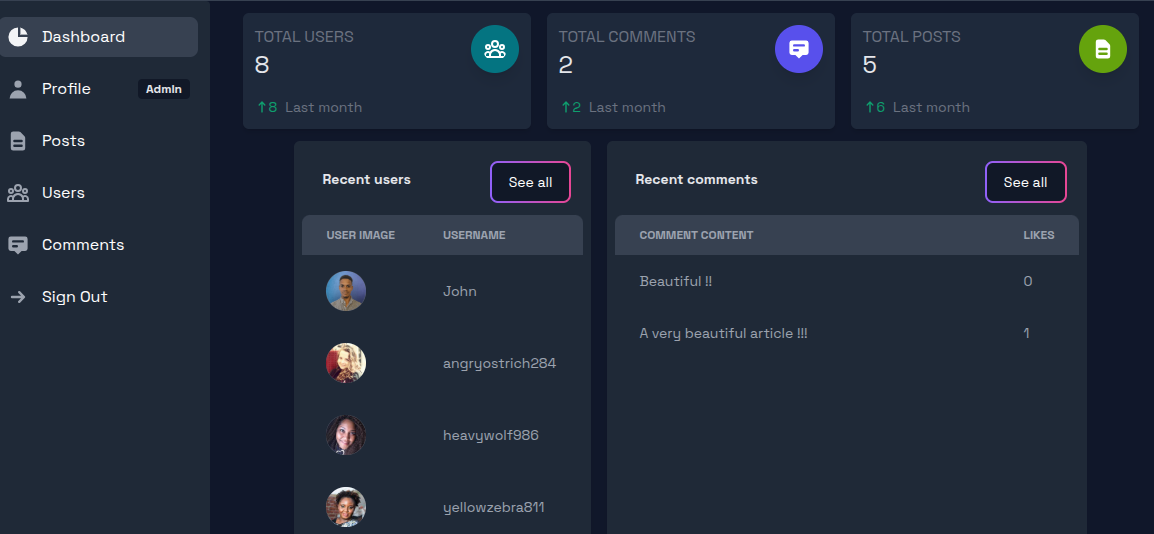 Dashboard
Profile
Admin
Posts
Users
Comments
Sign Out
TOTAL USERS
8
8 Last month
TOTAL COMMENTS
2
2 Last month
TOTAL POSTS
5
6 Last month
Recent users
See all
USER IMAGE USERNAME
John
angryostrich284
heavywolf986
yellowzebra811
Recent comments
See all
COMMENT CONTENT LIKES
Beautiful !! 0
A very beautiful article !!! 1